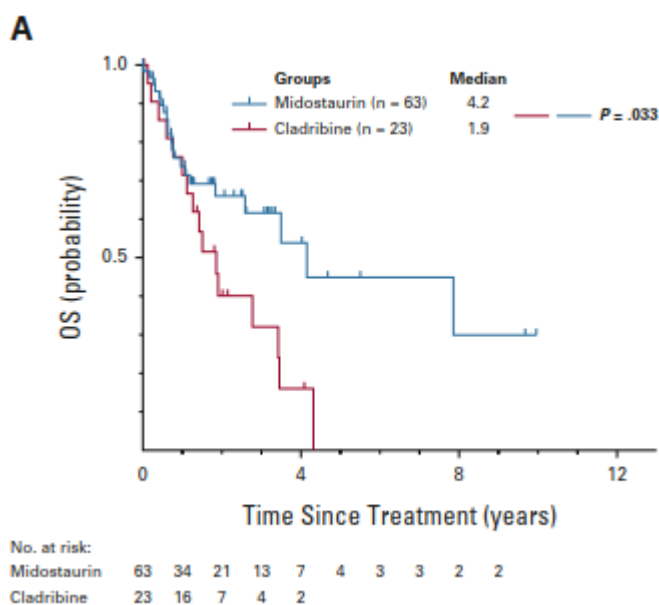 A
1.0
Groups Median
Midostaurin (n = 63) 4.2
Cladribine (n = 23) 1.9
P = .033
0.5
OS (probability)
0 4 8 12
Time Since Treatment (years)
No. at risk:
Midostaurin 63 34 21 13 7 4 3 3 2 2
Cladribine 23 16 7 4 2